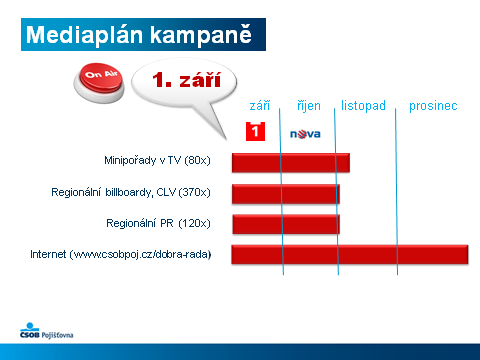 Mediaplán kampaně
On Air
1. září
září říjen listopad prosinec
1 nova
Minipořady v TV (80x)
Regionální billboardy, CLV (370x)
Regionální PR (120x)
Internet (www.csobpoj.cz/dobra-rada)
ČSOB Pojišťovna